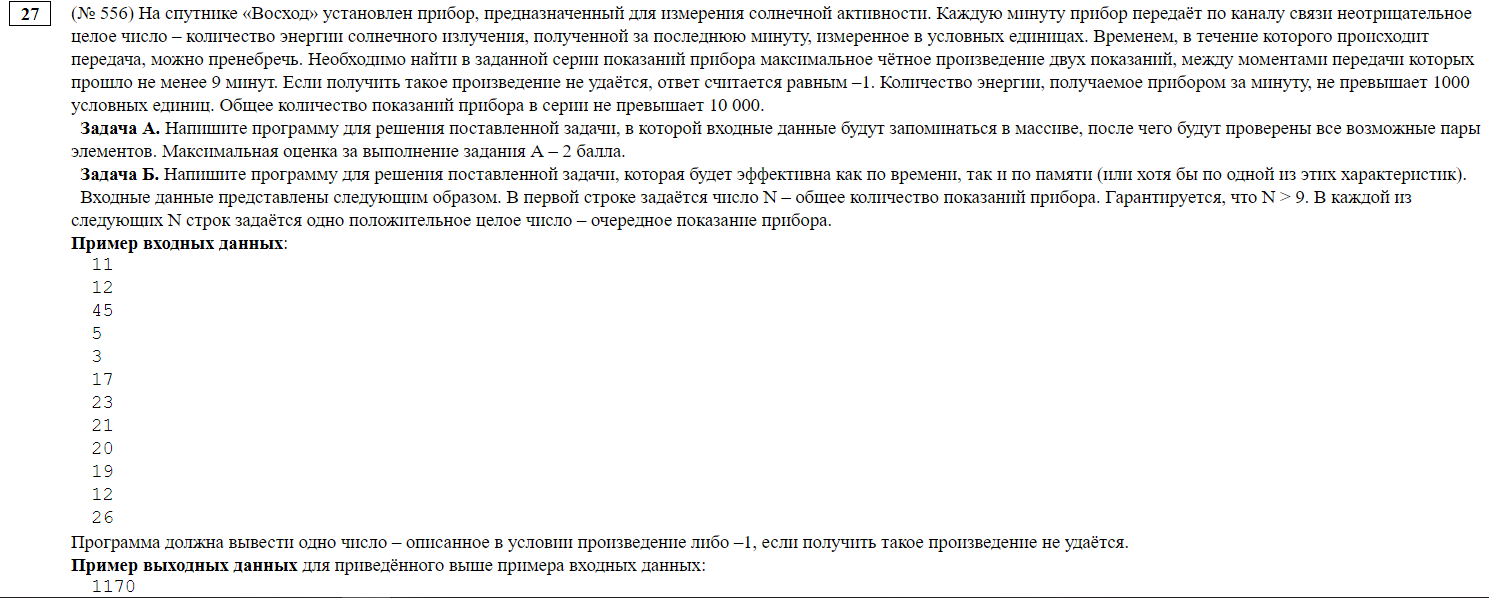 27 (№ 556) На спутнике «Восход» установлен прибор, предназначенный для измерения солнечной активности. Каждую минуту прибор передаёт по каналу связи неотрицательное
целое число – количество энергии солнечного излучения, полученной за последнюю минуту, измеренное в условных единицах. Временем, в течение которого происходит
передача, можно пренебречь. Необходимо найти в заданной серии показаний прибора максимальное чётное произведение двух показаний, между моментами передачи которых
прошло не менее 9 минут. Если получить такое произведение не удаётся, ответ считается равным –1. Количество энергии, получаемое прибором за минуту, не превышает 1000
условных единиц. Общее количество показаний прибора в серии не превышает 10 000.
Задача А. Напишите программу для решения поставленной задачи, в которой входные данные будут запоминаться в массиве, после чего будут проверены все возможные пары
элементов. Максимальная оценка за выполнение задания А – 2 балла.
Задача Б. Напишите программу для решения поставленной задачи, которая будет эффективна как по времени, так и по памяти (или хотя бы по одной из этих характеристик).
Входные данные представлены следующим образом. В первой строке задаётся число N – общее количество показаний прибора. Гарантируется, что N > 9. В каждой из
следующих N строк задаётся одно положительное целое число – очередное показание прибора.
Пример входных данных:
11
12
45
5
3
17
23
21
20
19
12
26
Программа должна вывести одно число – описанное в условии произведение либо –1, если получить такое произведение не удаётся.
Пример выходных данных для приведённого выше примера входных данных:
1170